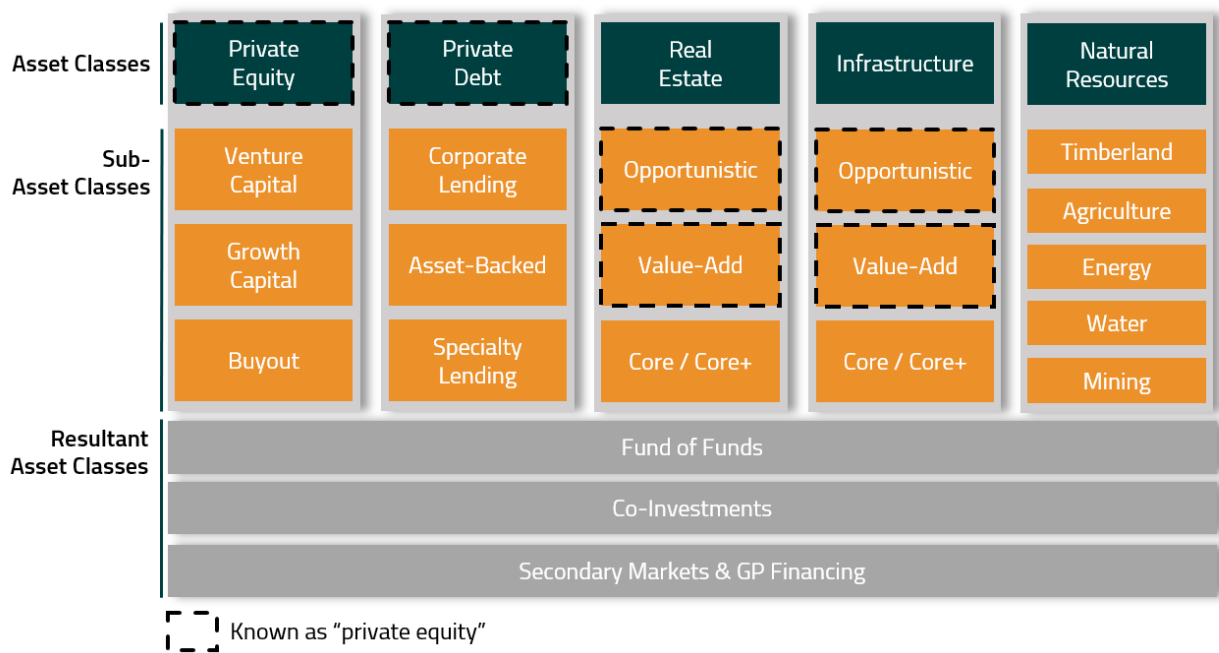 Asset Classes
Private
Equity
Private
Debt
Real
Estate
Infrastructure
Natural
Resources
Sub-
Asset Classes
Venture
Capital
Growth
Capital
Buyout
Corporate
Lending
Asset-Backed
Specialty
Lending
Opportunistic
Value-Add
Core / Core+
Opportunistic
Value-Add
Core / Core+
Timberland
Agriculture
Energy
Water
Mining
Resultant
Asset Classes
Fund of Funds
Co-Investments
Secondary Markets & GP Financing
Known as “private equity”